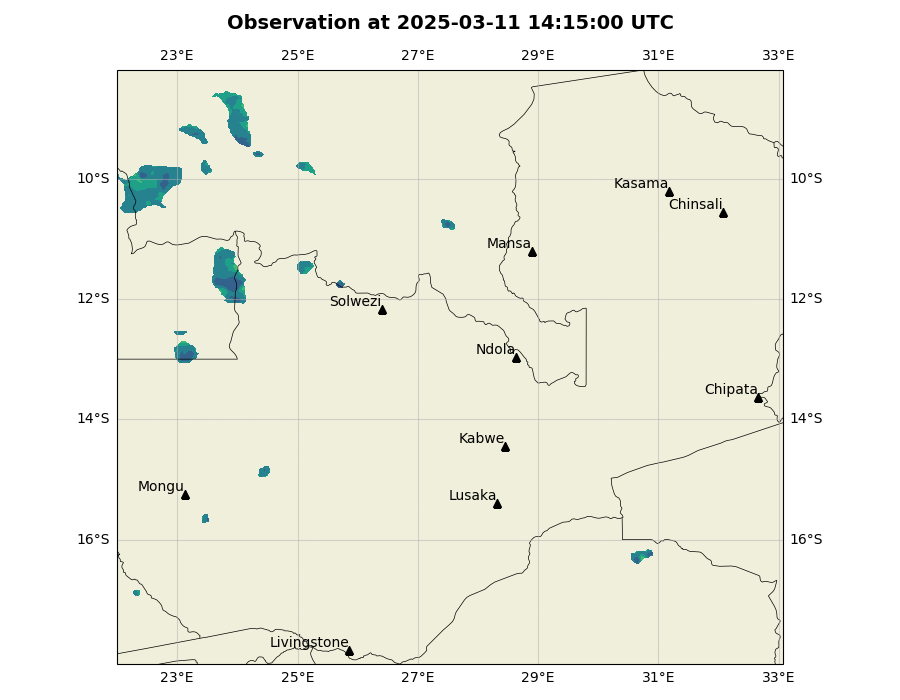 Observation at 2025-03-11 14:15:00 UTC
23°E 25°E 27°E 29°E 31°E 33°E
10°S 10°S
Kasama
Chinsali
Mansa
12°S 12°S
Solwezi
Ndola
Chipata
14°S 14°S
Kabwe
Mongu
Lusaka
16°S 16°S
Livingstone
23°E 25°E 27°E 29°E 31°E 33°E